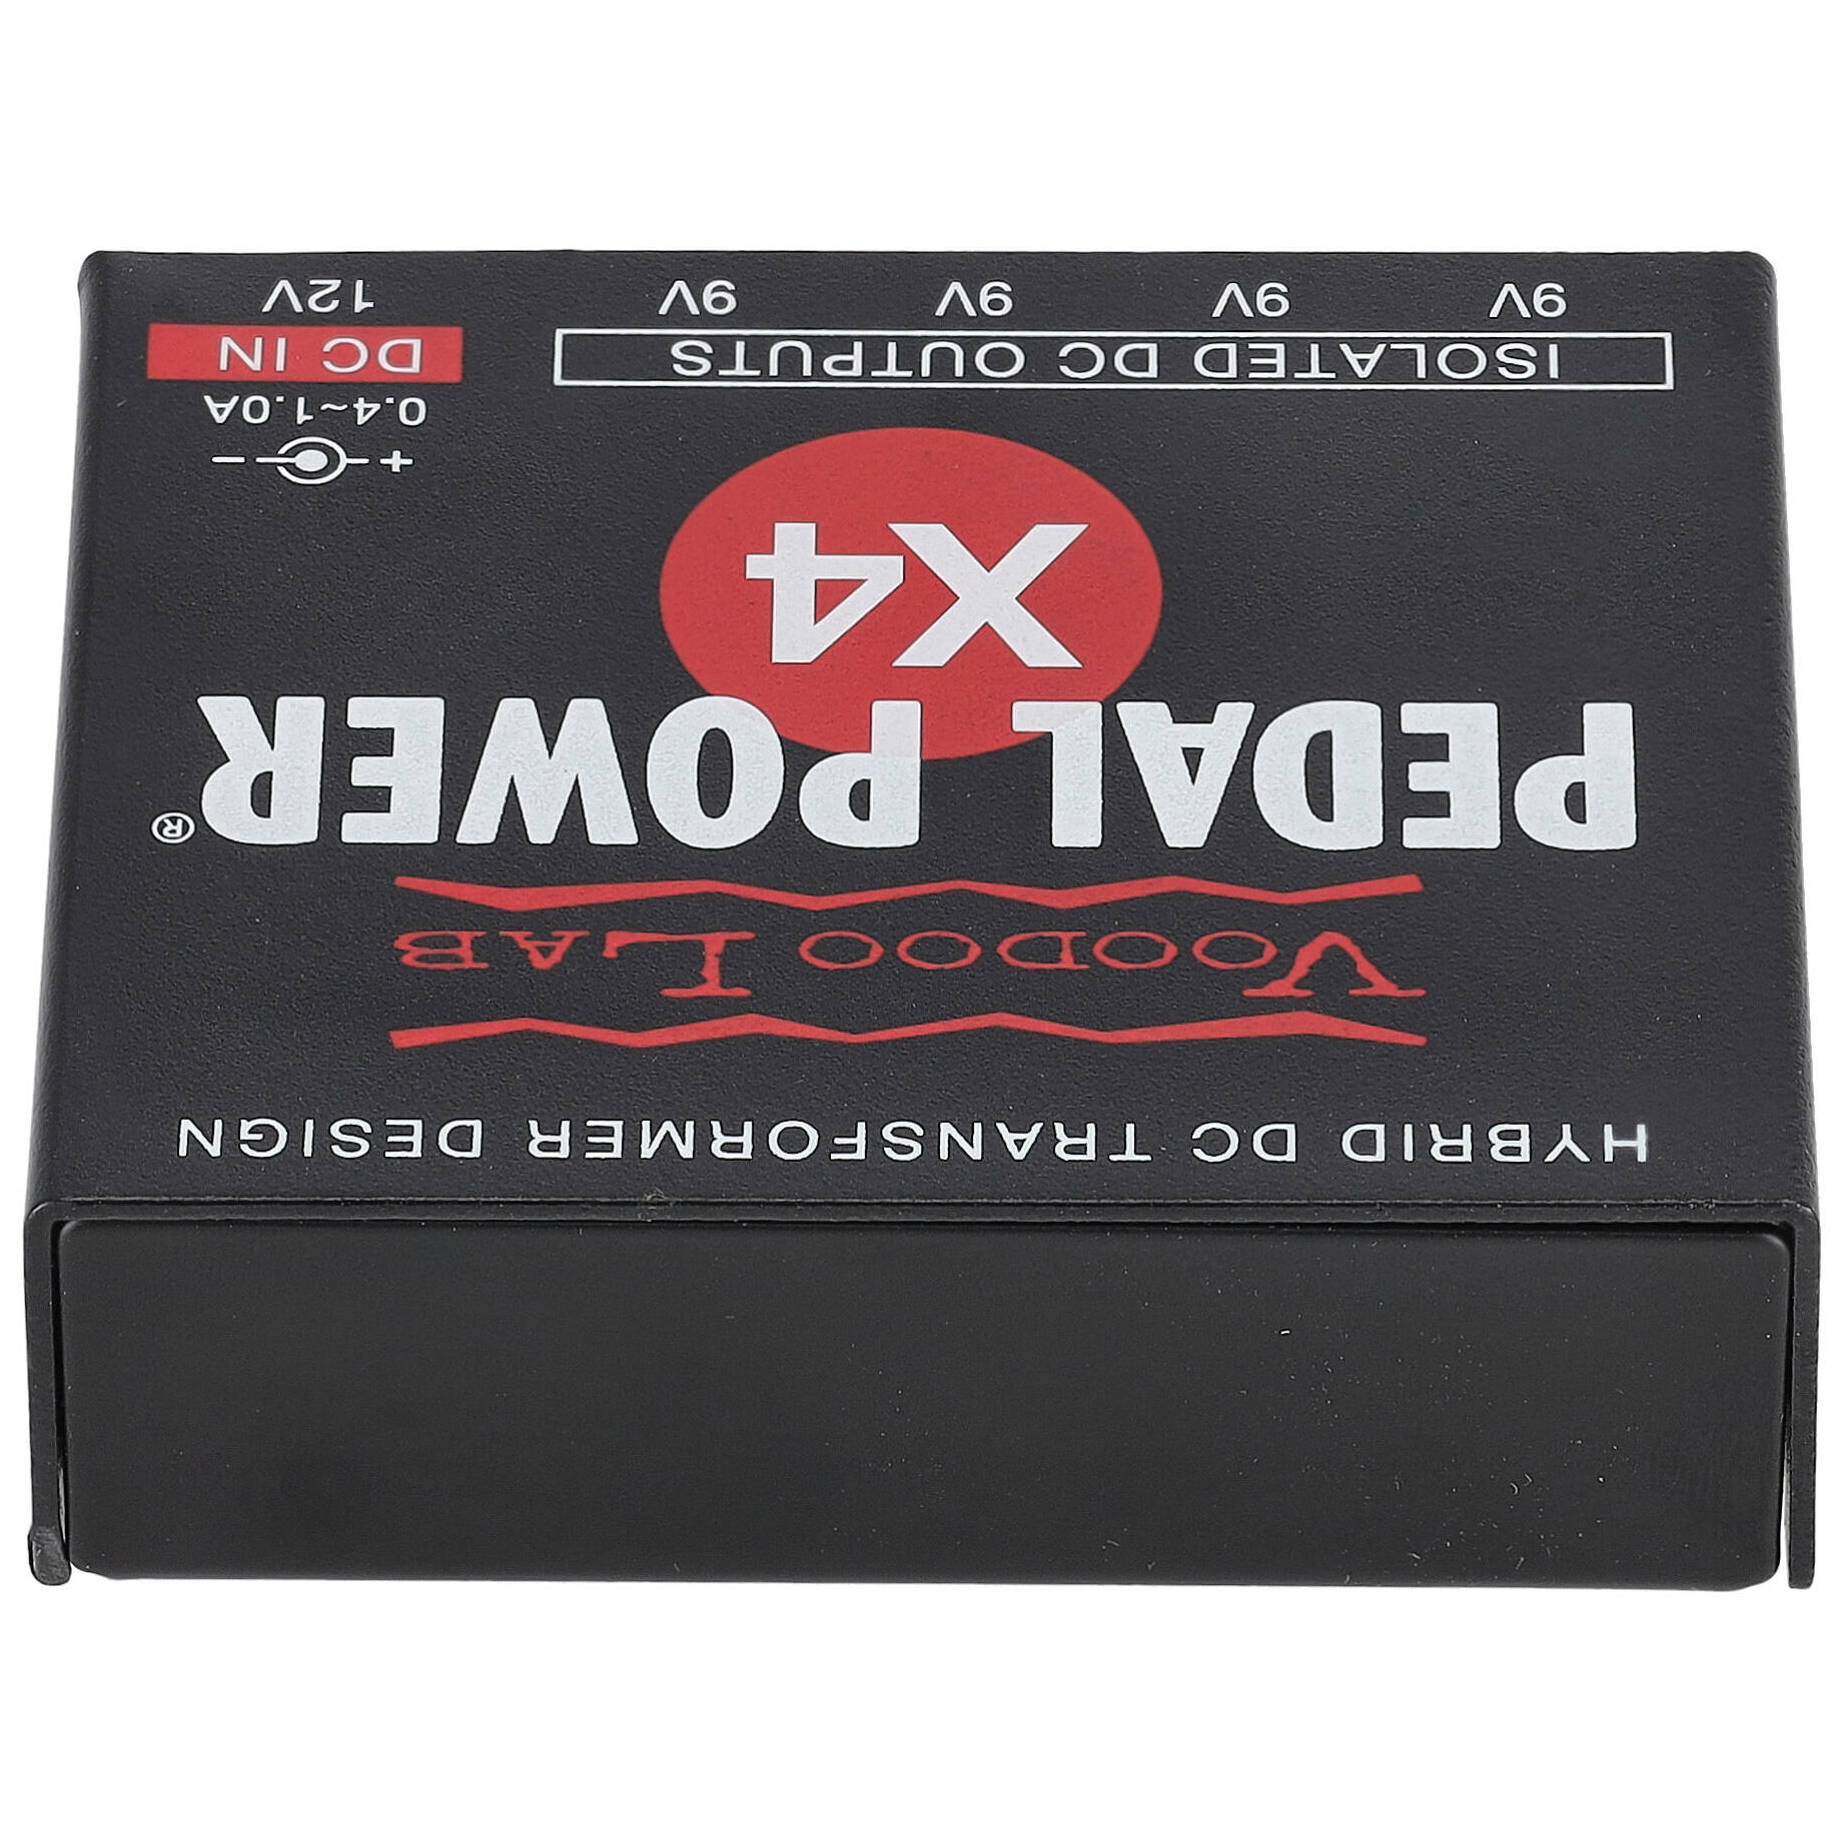 HYBRID DC TRANSFORMER DESIGN
VOODOO LAB
PEDAL POWER®
X4
+ -
0.4~1.0A
ISOLATED DC OUTPUTS
DC IN
9V 9V 9V 9V 12V